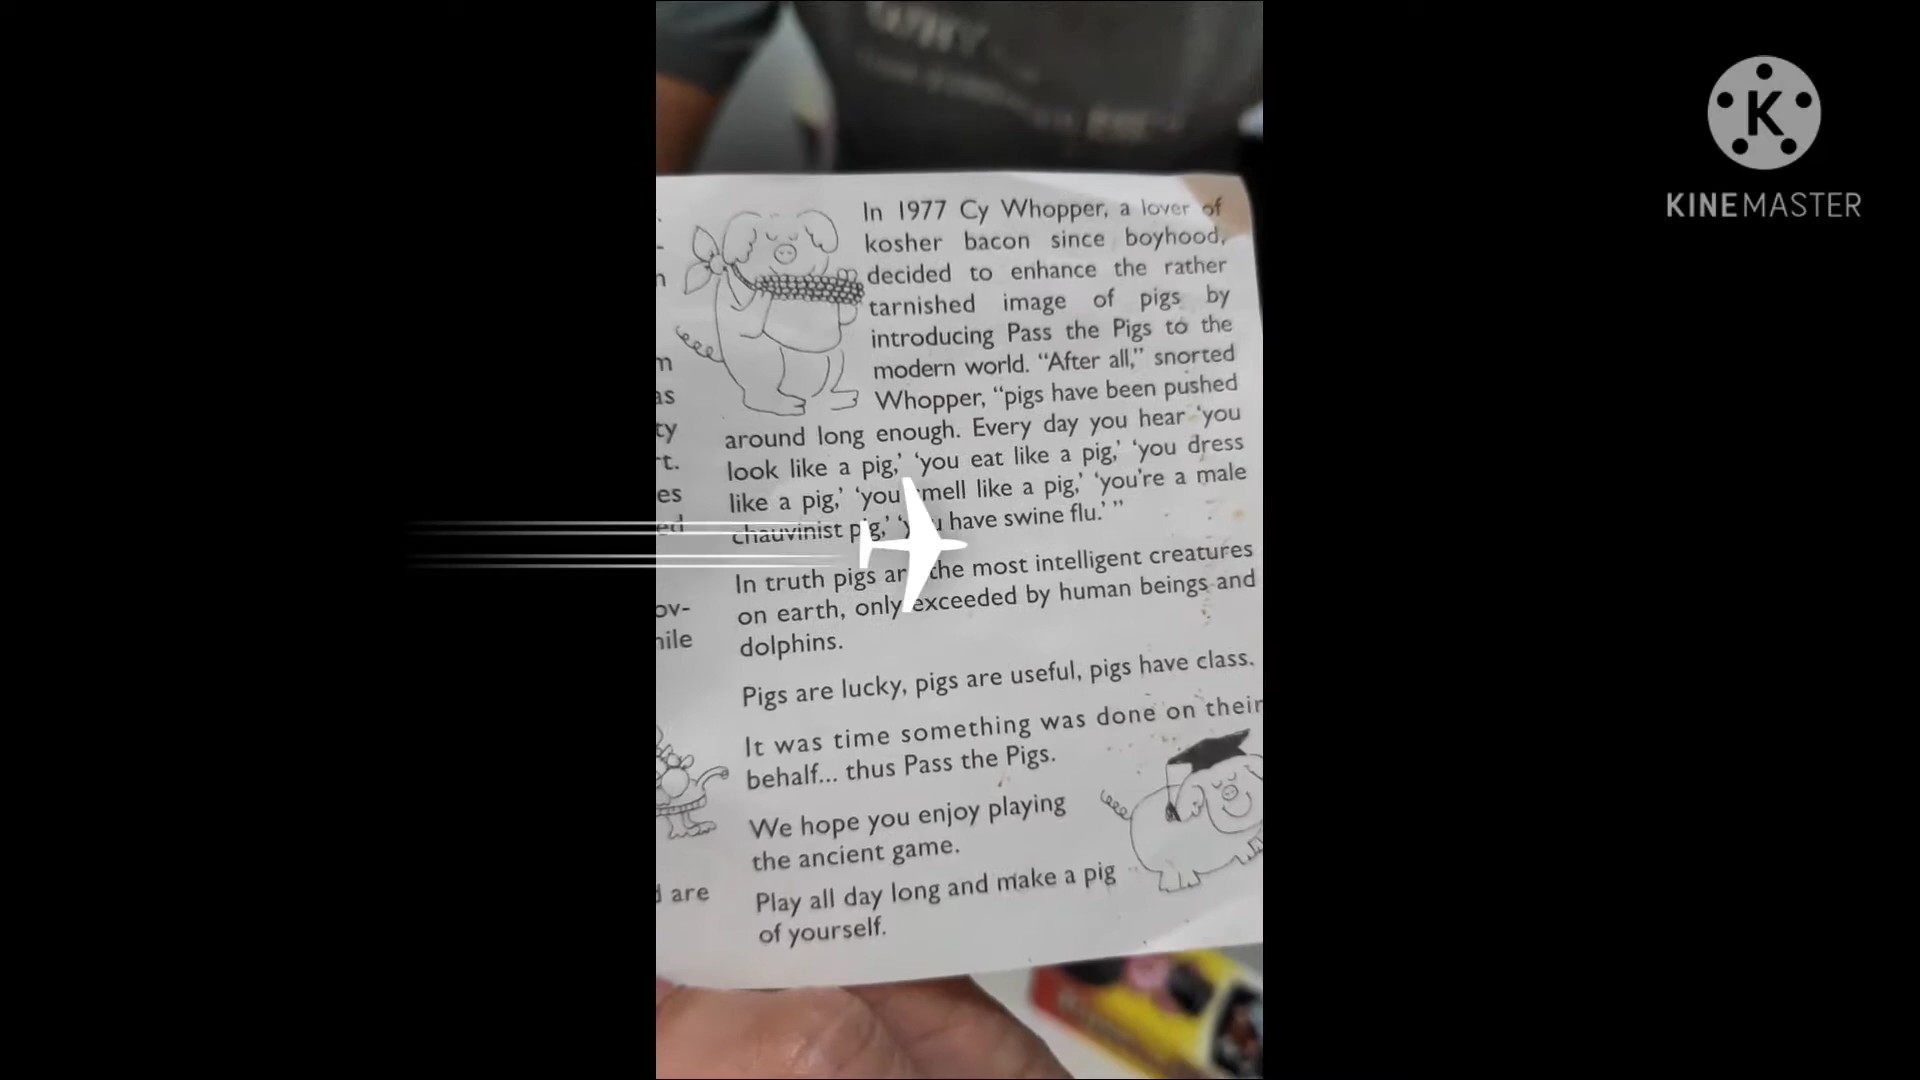 In 1977 Cy Whopper, a lover of
kosher bacon since boyhood,
decided to enhance the rather
tarnished image of pigs by
introducing Pass the Pigs to the
modern world. “After all,” snorted
Whopper, “pigs have been pushed
around long enough. Every day you hear ‘you
look like a pig,’ ‘you eat like a pig,’ ‘you dress
like a pig,’ ‘you smell like a pig,’ ‘you’re a male
chauvinist pig,’ ‘you have swine flu.’ ”
In truth pigs are the most intelligent creatures
on earth, only exceeded by human beings and
dolphins.
Pigs are lucky, pigs are useful, pigs have class.
It was time something was done on their
behalf... thus Pass the Pigs.
We hope you enjoy playing
the ancient game.
Play all day long and make a pig
of yourself.
are
K
KINEMASTER